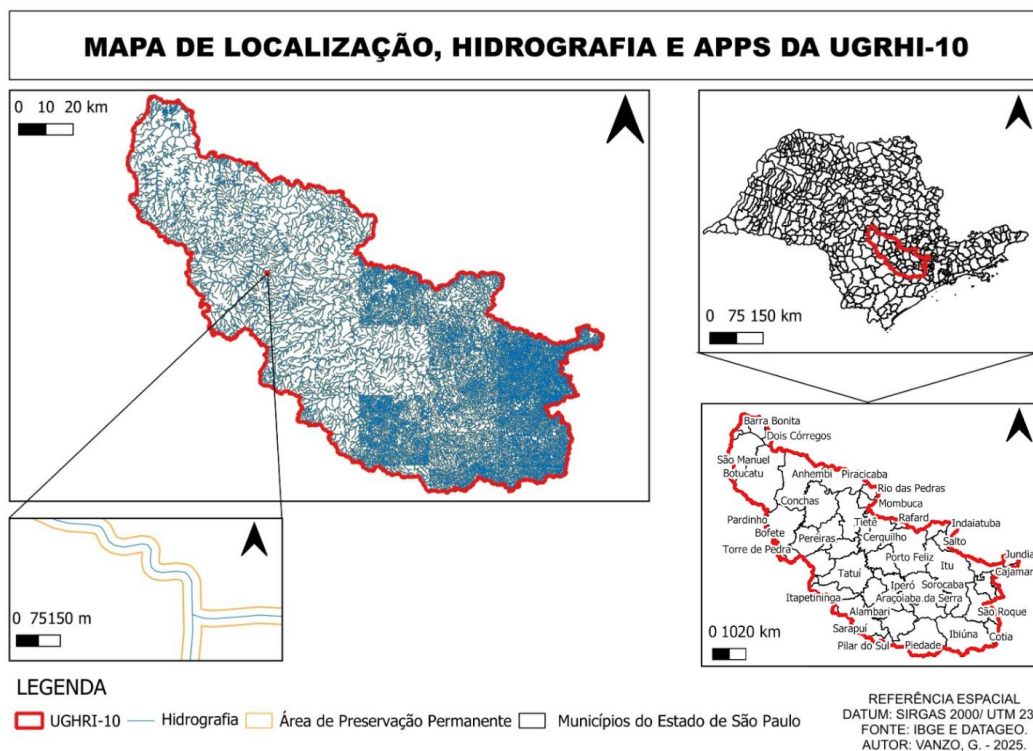 MAPA DE LOCALIZAÇÃO, HIDROGRAFIA E APPS DA UGRHI-10
0 10 20 km
0 75 150 km
0 75150 m
Barra Bonita
Dois Córregos
São Manuel
Botucatu
Anhembi
Piracicaba
Rio das Pedras
Mombuca
Conchas
Rafard
Indaiatuba
Tietê
Pardinho
Bofete
Pereiras
Cerquilho
Salto
Torre de Pedra
Porto Feliz
Itu
Jundiaí
Cajamar
Tatuí
Iperó
Sorocaba
Itapetininga
Araçoiaba da Serra
São Roque
Alambari
Sarapuí
Ibiúna
Cotia
Pilar do Sul
Piedade
0 1020 km
LEGENDA
UGHRI-10
Hidrografia
Área de Preservação Permanente
Municípios do Estado de São Paulo
REFERÊNCIA ESPACIAL
DATUM: SIRGAS 2000/ UTM 23
FONTE: IBGE E DATAGEO.
AUTOR: VANZO, G. - 2025.